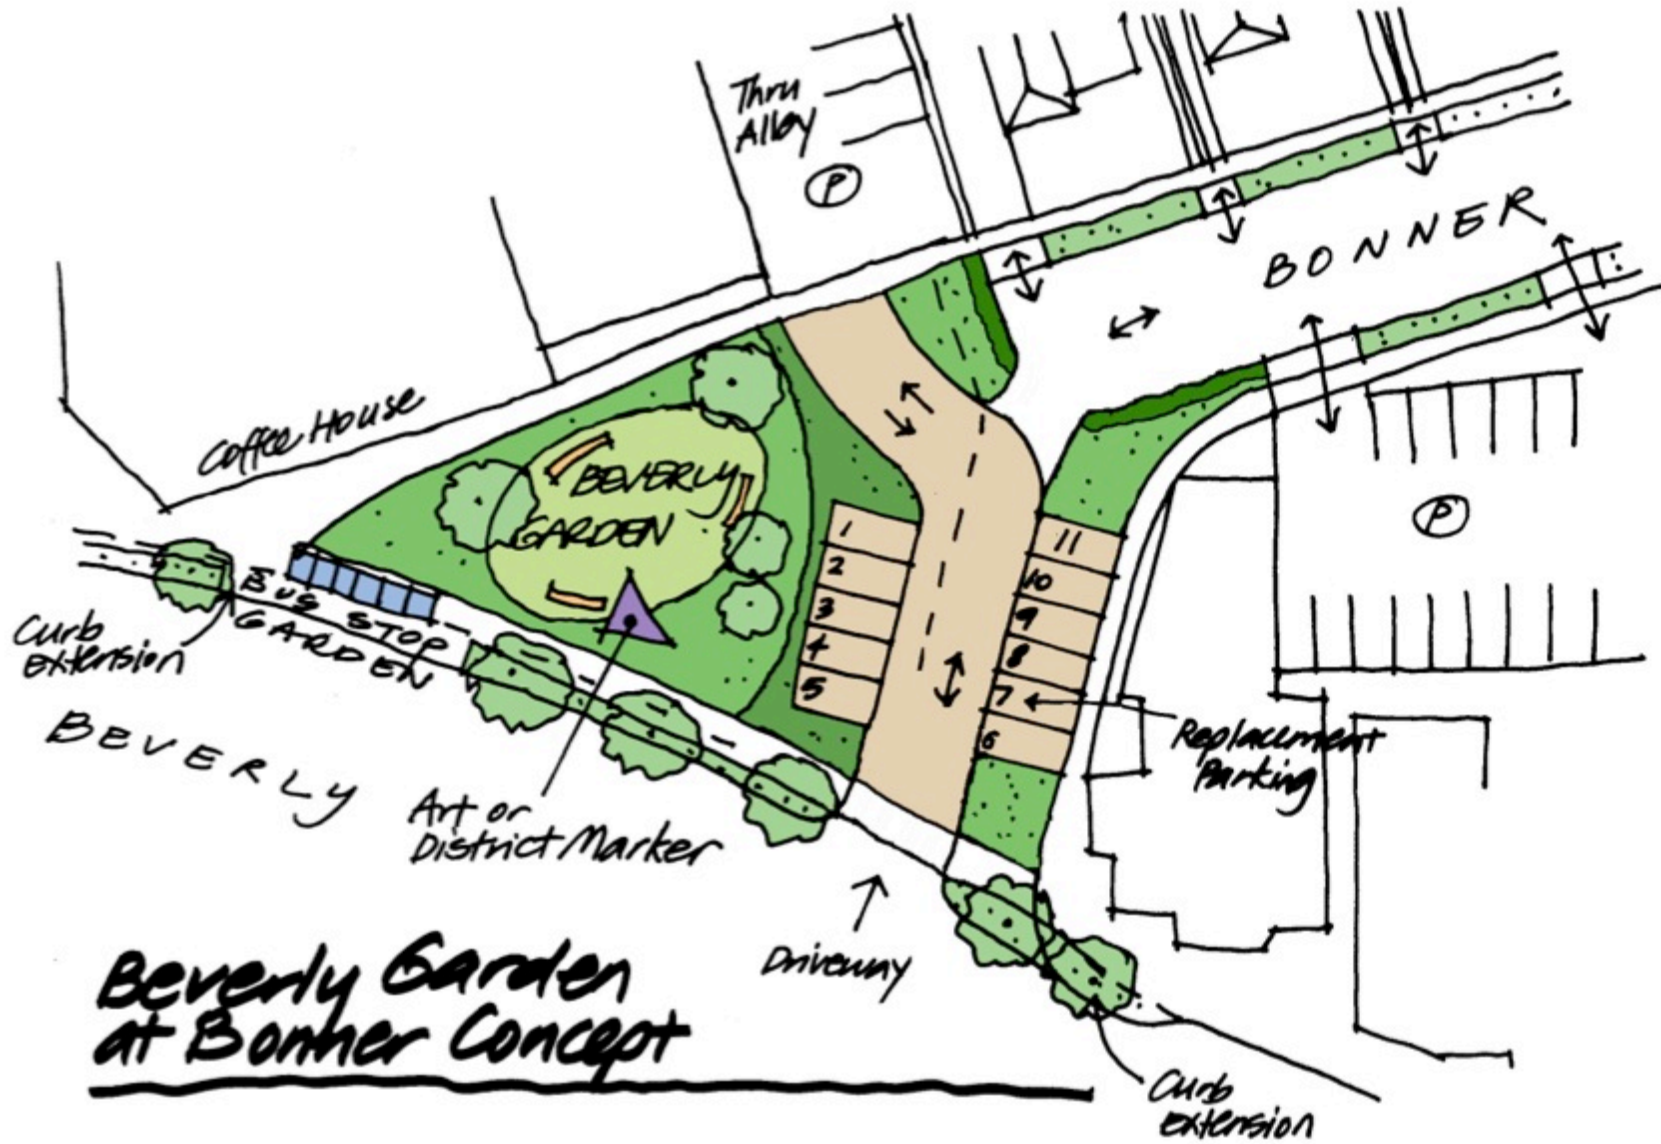 Thru
Alley
P
BONNER
Coffee House
BEVERLY
GARDEN
1
2
3
4
5
11
10
9
8
7
6
P
BUS STOP
GARDEN
Curb
Extension
BEVERLY
Replacement
Parking
Art or
District Marker
Driveway
Beverly Garden
at Bonner Concept
Curb
Extension